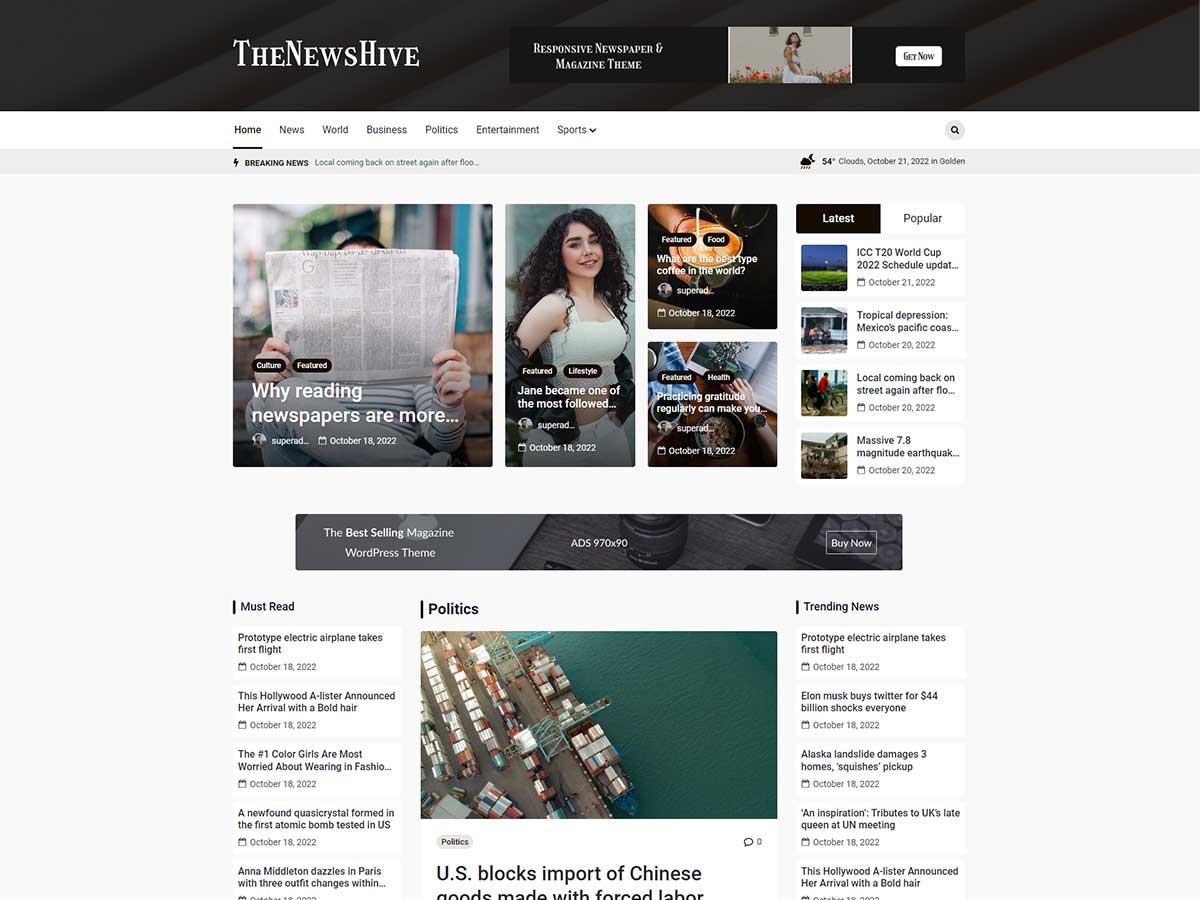 TheNewsHive
Responsive Newspaper &
Magazine Theme
Get Now
Home News World Business Politics Entertainment Sports
BREAKING NEWS Local coming back on street again after floo...
54° Clouds, October 21, 2022 in Golden
Culture Featured
Why reading
newspapers are more...
superad... October 18, 2022
Featured Lifestyle
Jane became one of
the most followed...
superad...
October 18, 2022
Featured Food
What are the best type
coffee in the world?
superad...
October 18, 2022
Featured Health
Practicing gratitude
regularly can make you...
superad...
October 18, 2022
Latest Popular
ICC T20 World Cup
2022 Schedule updat...
October 21, 2022
Tropical depression:
Mexico's pacific coas...
October 20, 2022
Local coming back on
street again after flo...
October 20, 2022
Massive 7.8
magnitude earthquak...
October 20, 2022
The Best Selling Magazine
WordPress Theme
ADS 970x90
Buy Now
Must Read
Prototype electric airplane takes
first flight
October 18, 2022
This Hollywood A-lister Announced
Her Arrival with a Bold hair
October 18, 2022
The #1 Color Girls Are Most
Worried About Wearing in Fashio...
October 18, 2022
A newfound quasicrystal formed in
the first atomic bomb tested in US
October 18, 2022
Anna Middleton dazzles in Paris
with three outfit changes within...
October 18, 2022
Politics
Politics
0
U.S. blocks import of Chinese
goods made with forced labor
Trending News
Prototype electric airplane takes
first flight
October 18, 2022
Elon musk buys twitter for $44
billion shocks everyone
October 18, 2022
Alaska landslide damages 3
homes, 'squishes' pickup
October 18, 2022
'An inspiration': Tributes to UK's late
queen at UN meeting
October 18, 2022
This Hollywood A-lister Announced
Her Arrival with a Bold hair
October 18, 2022